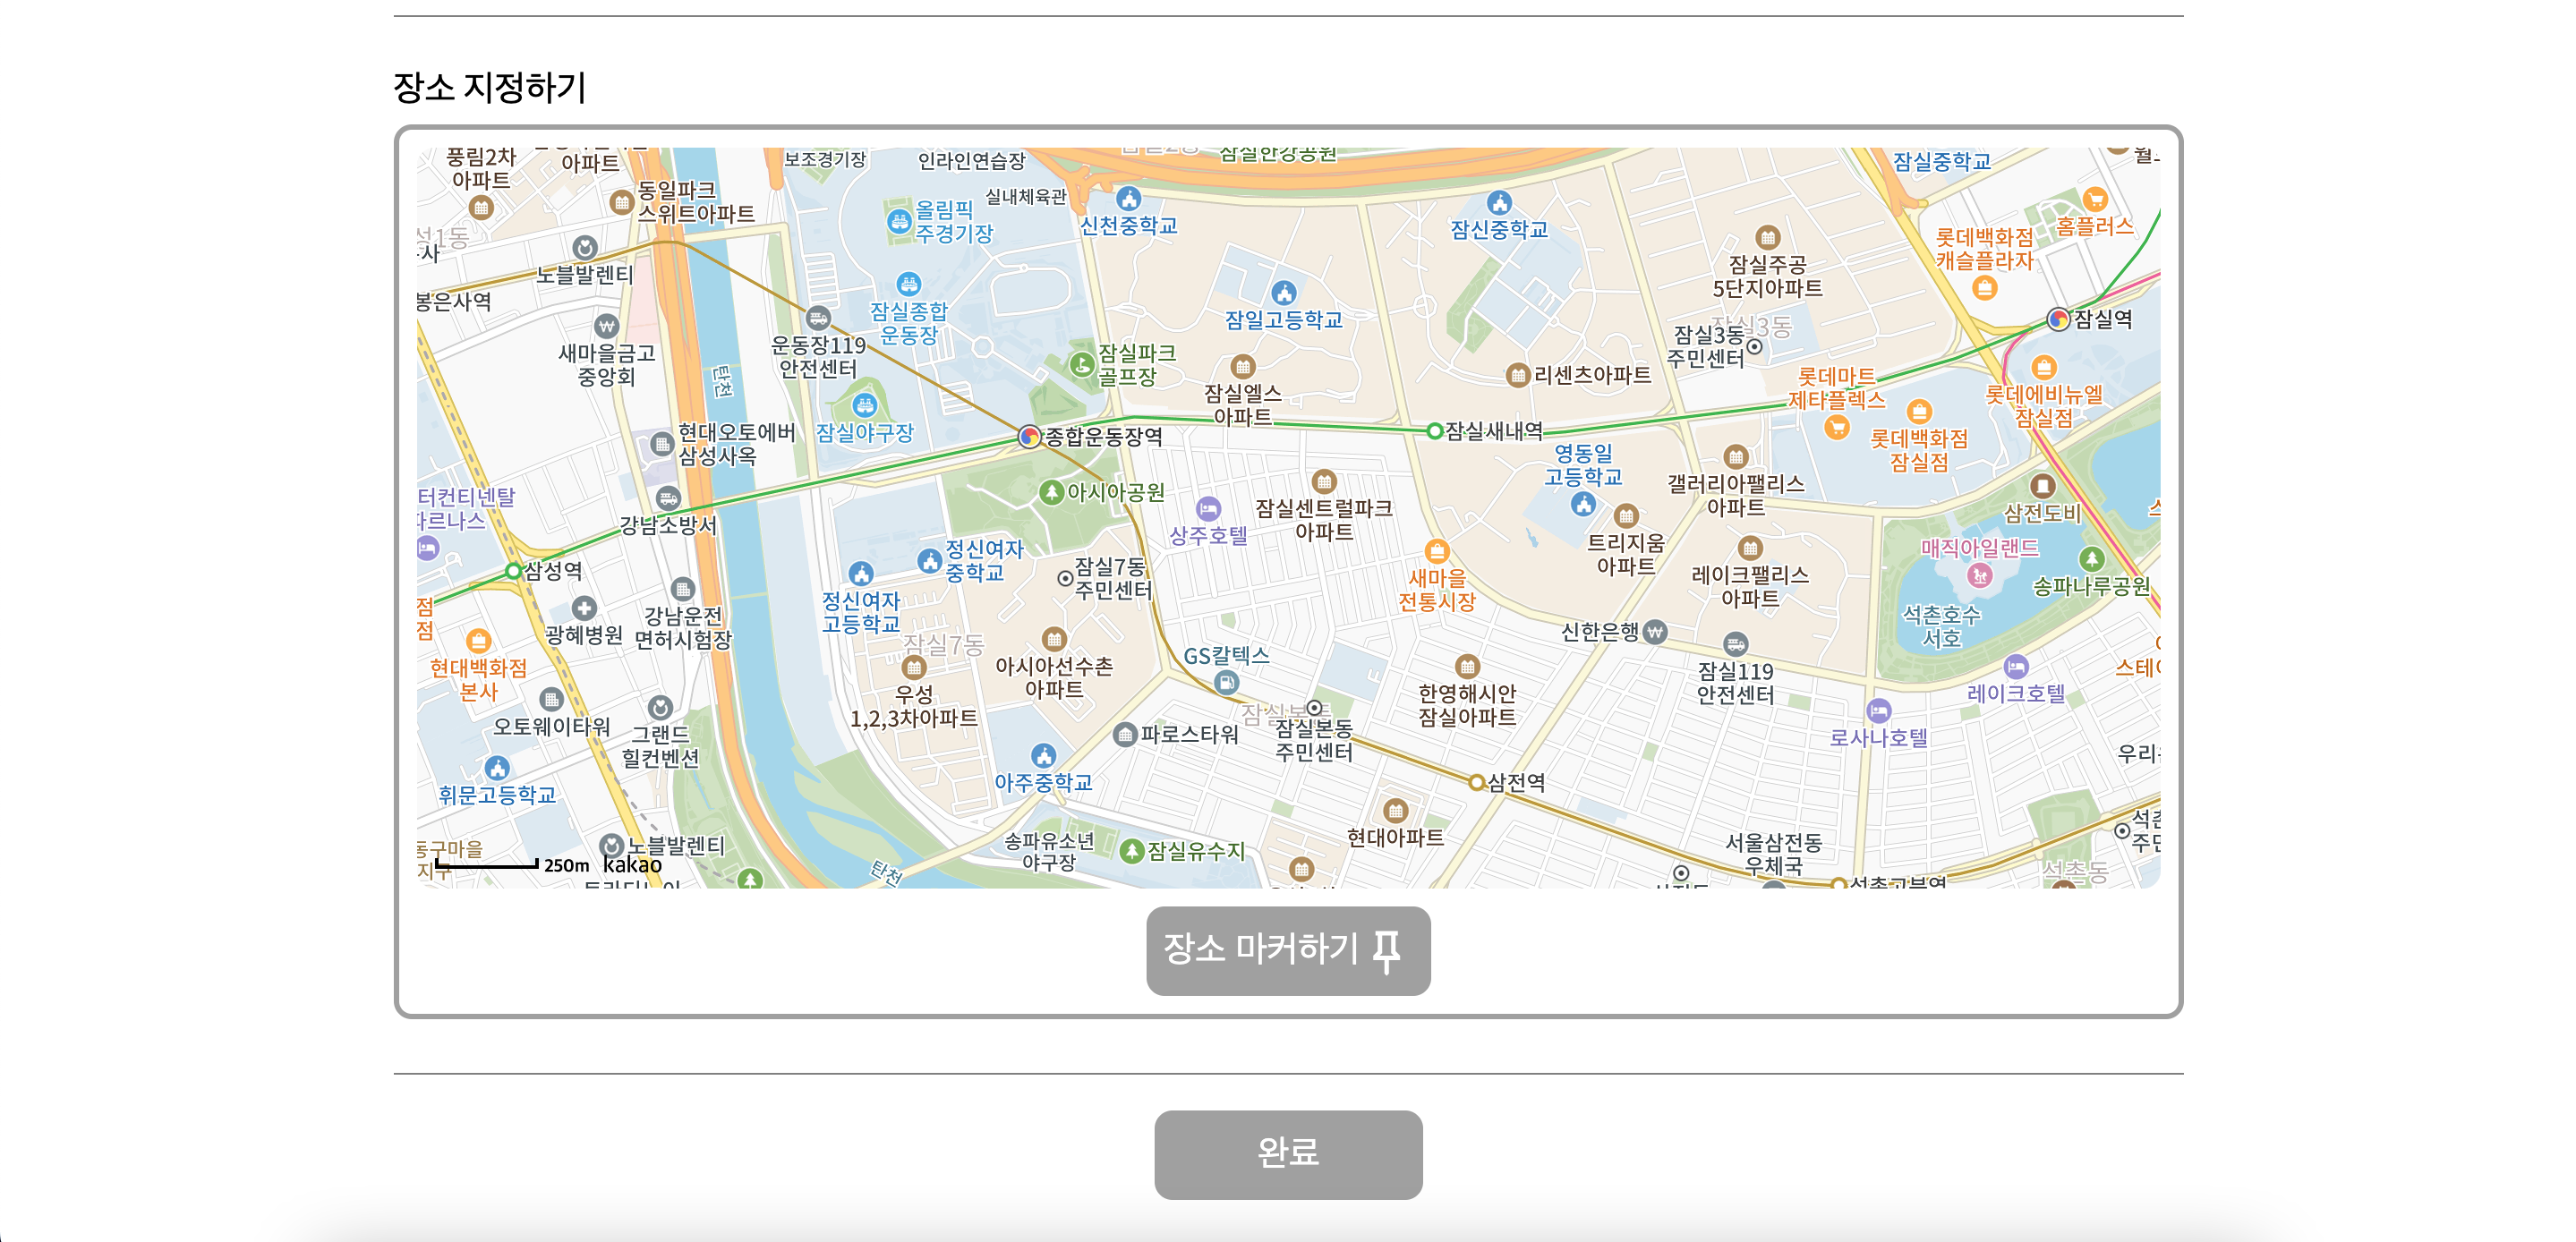 장소 지정하기
풍림2차
아파트
아파트
동일파크
스위트아파트
보조경기장
인라인연습장
실내체육관
올림픽
주경기장
신천중학교
잠실한강공원
잠신중학교
잠실중학교
홈플러스
롯데백화점
캐슬플라자
잠실주공
5단지아파트
노블발렌티
봉은사역
잠실종합
운동장
잠일고등학교
잠실3동
잠실3동
주민센터
잠실역
새마을금고
중앙회
운동장119
안전센터
탄천
잠실파크
골프장
잠실엘스
아파트
리센츠아파트
롯데마트
제타플렉스
롯데에비뉴엘
잠실점
현대오토에버
삼성사옥
잠실야구장
종합운동장역
잠실새내역
롯데백화점
잠실점
영동일
고등학교
갤러리아팰리스
아파트
아시아공원
잠실센트럴파크
아파트
상주호텔
강남소방서
삼전도비
매직아일랜드
송파나루공원
트리지움
아파트
레이크팰리스
아파트
정신여자
중학교
잠실7동
주민센터
새마을
전통시장
삼성역
정신여자
고등학교
석촌호수
서호
광혜병원
강남운전
면허시험장
잠실7동
신한은행
현대백화점
본사
우성
1,2,3차아파트
아시아선수촌
아파트
GS칼텍스
한영해시안
잠실아파트
잠실119
안전센터
레이크호텔
오토웨이타워
그랜드
힐컨벤션
파로스타워
잠실본동
주민센터
로사나호텔
휘문고등학교
아주중학교
삼전역
현대아파트
노블발렌티
송파유소년
야구장
잠실유수지
탄천
서울삼전동
우체국
석촌고분역
석촌동
250m
kakao
장소 마커하기
완료